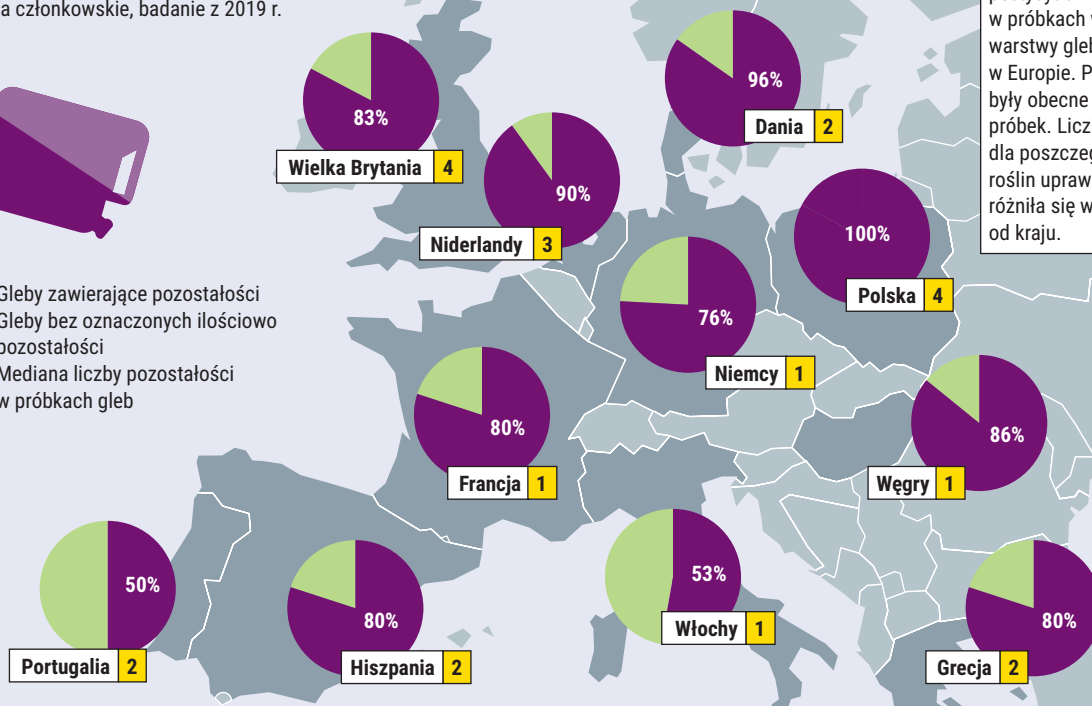 a członkowskie, badanie z 2019 r.
w próbkach
w Europie. P
były obecne
próbek. Licz
dla poszczeg
roślin upraw
różniła się w
od kraju.
83%
Wielka Brytania 4
96%
Dania 2
90%
Niderlandy 3
100%
Polska 4
76%
Niemcy 1
Gleby zawierające pozostałości
Gleby bez oznaczonych ilościowo
pozostałości
Mediana liczby pozostałości
w próbkach gleb
80%
Francja 1
86%
Węgry 1
50%
Portugalia 2
80%
Hiszpania 2
53%
Włochy 1
80%
Grecja 2